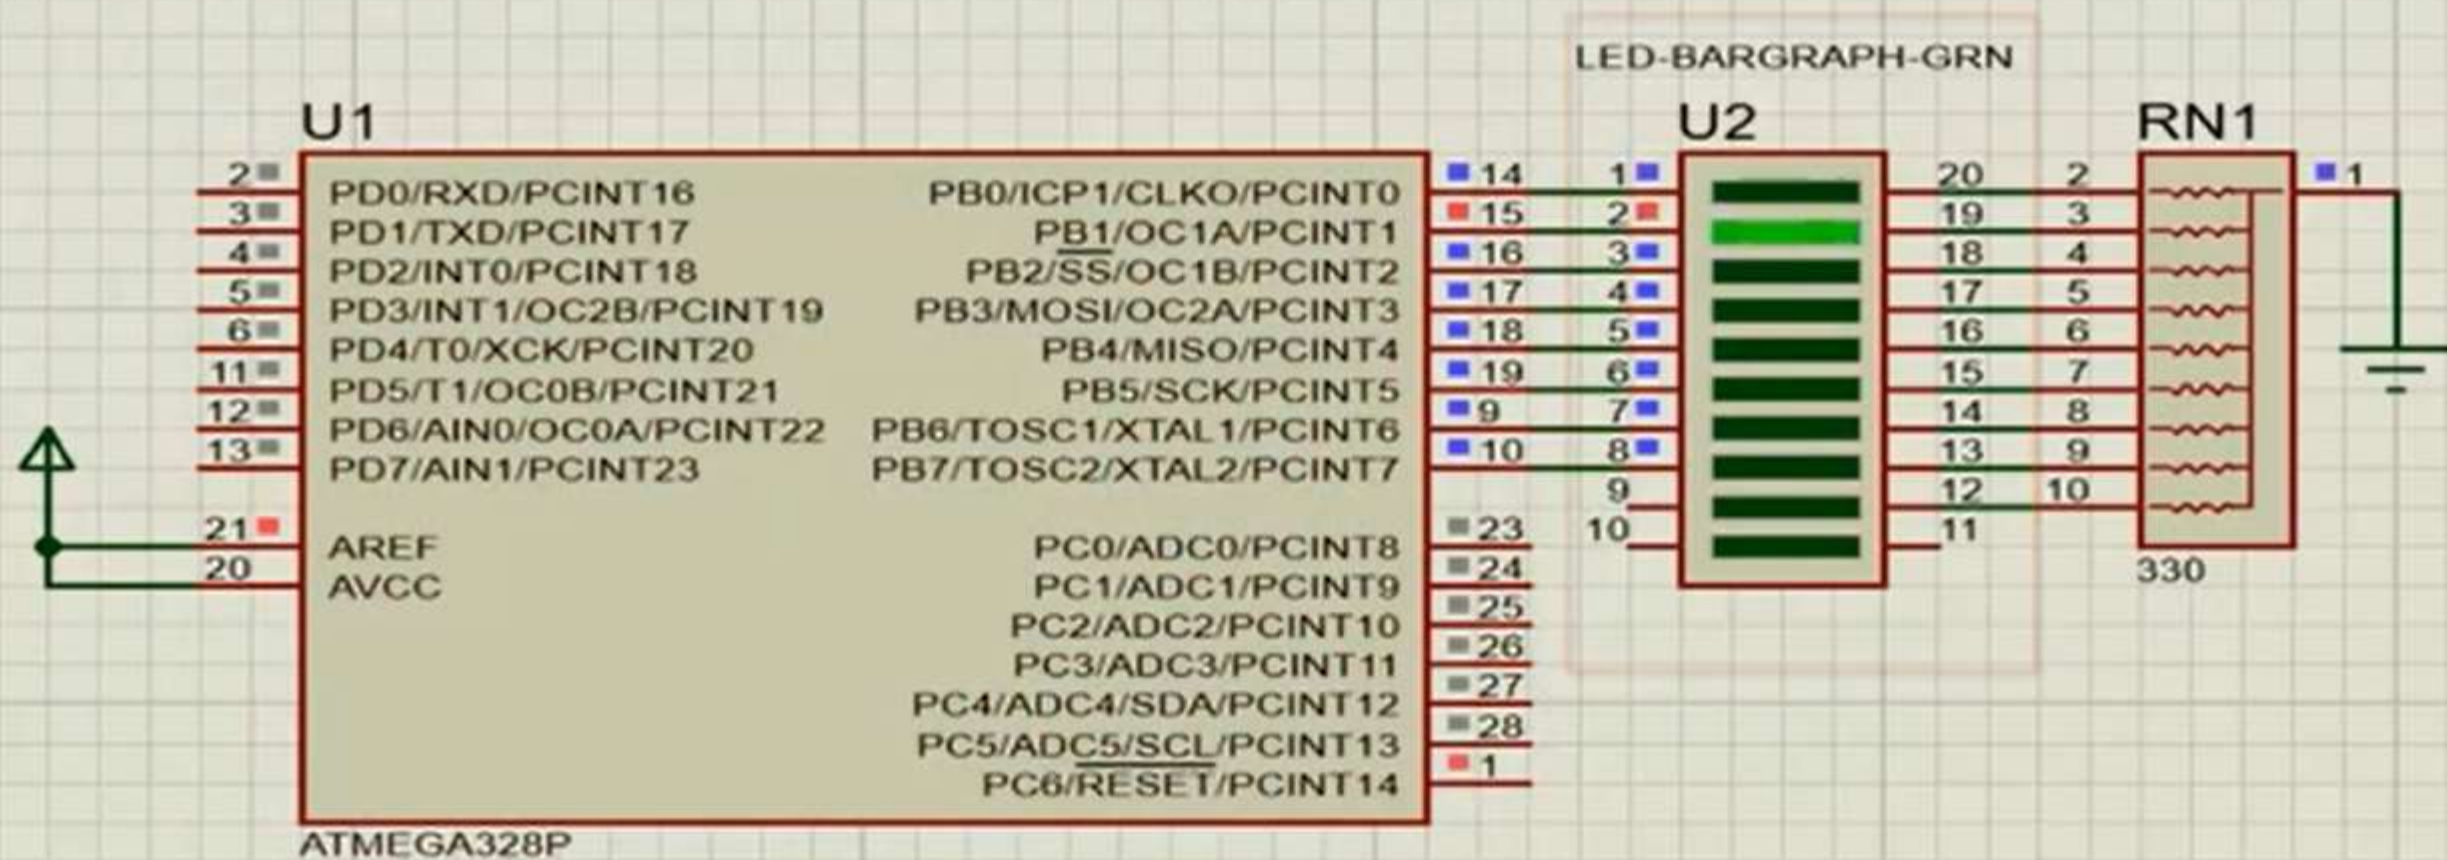 LED-BARGRAPH-GRN
U1
U2
RN1
2 PD0/RXD/PCINT16
3 PD1/TXD/PCINT17
4 PD2/INT0/PCINT18
5 PD3/INT1/OC2B/PCINT19
6 PD4/T0/XCK/PCINT20
11 PD5/T1/OC0B/PCINT21
12 PD6/AIN0/OC0A/PCINT22
13 PD7/AIN1/PCINT23
21 AREF
20 AVCC
PB0/ICP1/CLKO/PCINT0 14
PB1/OC1A/PCINT1 15
PB2/SS/OC1B/PCINT2 16
PB3/MOSI/OC2A/PCINT3 17
PB4/MISO/PCINT4 18
PB5/SCK/PCINT5 19
PB6/TOSC1/XTAL1/PCINT6 9
PB7/TOSC2/XTAL2/PCINT7 10
PC0/ADC0/PCINT8 23
PC1/ADC1/PCINT9 24
PC2/ADC2/PCINT10 25
PC3/ADC3/PCINT11 26
PC4/ADC4/SDA/PCINT12 27
PC5/ADC5/SCL/PCINT13 28
PC6/RESET/PCINT14 1
ATMEGA328P
1 20 2 1
2 19 3
3 18 4
4 17 5
5 16 6
6 15 7
7 14 8
8 13 9
9 12 10
10 11
330